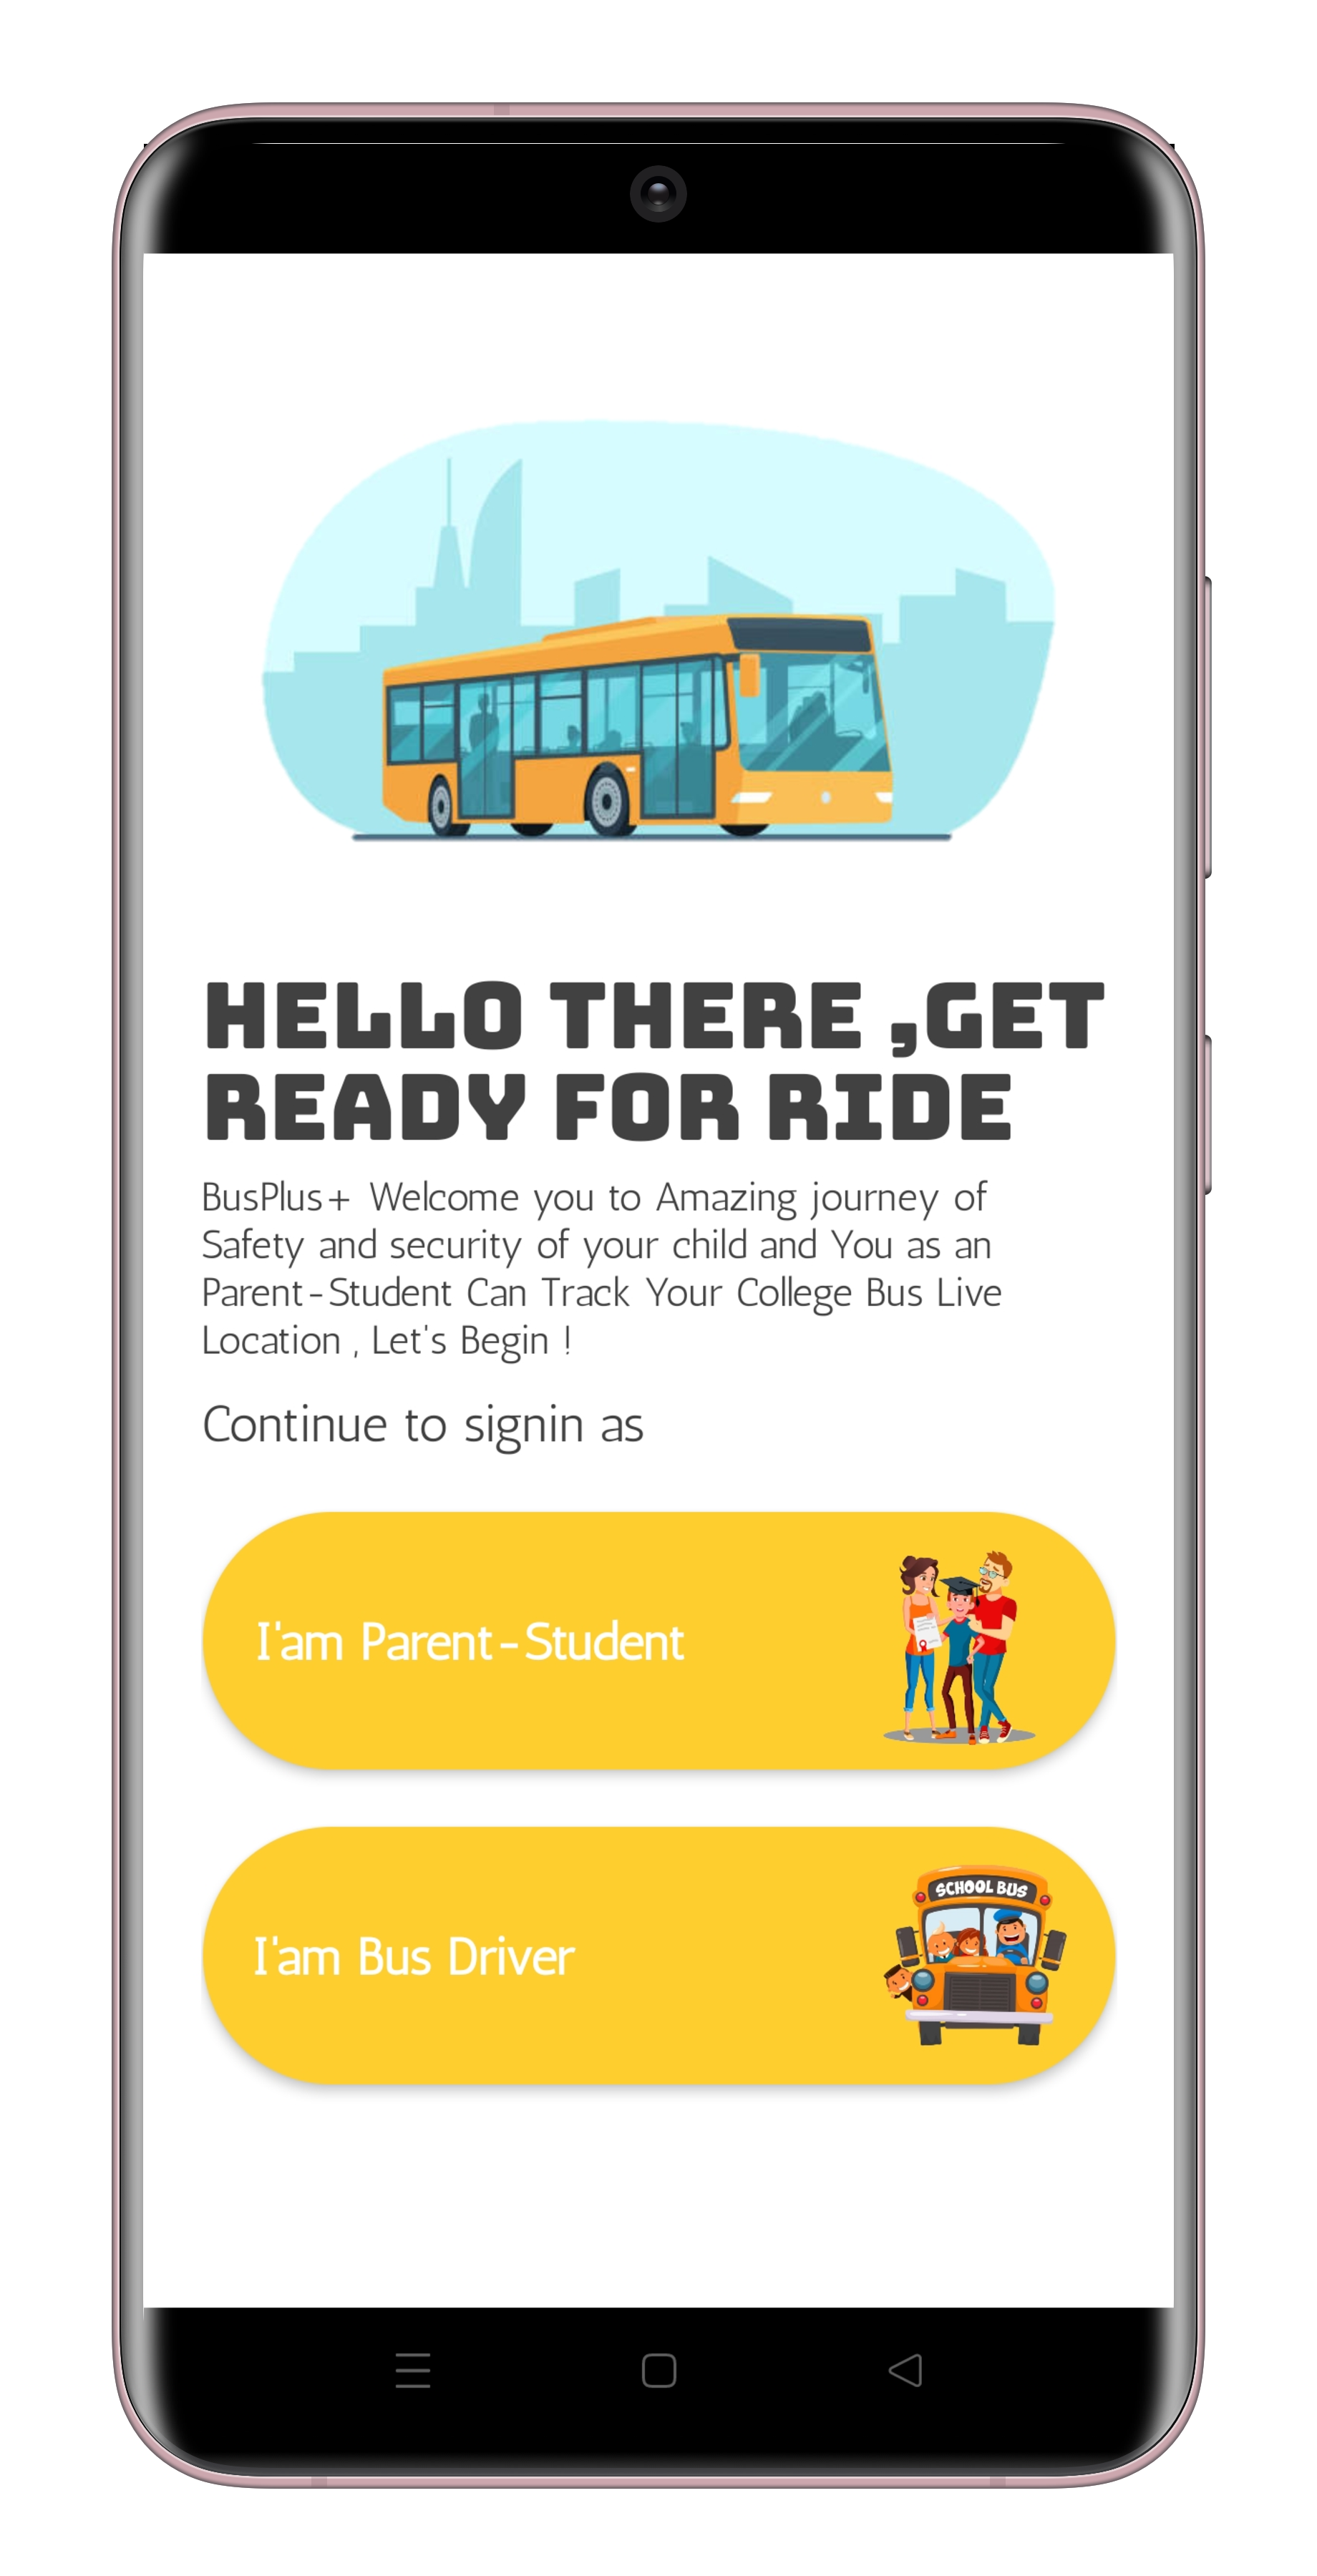 HELLO THERE ,GET
READY FOR RIDE
BusPlus+ Welcome you to Amazing journey of
Safety and security of your child and You as an
Parent-Student Can Track Your College Bus Live
Location , Let's Begin !
Continue to signin as
I'am Parent-Student
SCHOOL BUS
I'am Bus Driver